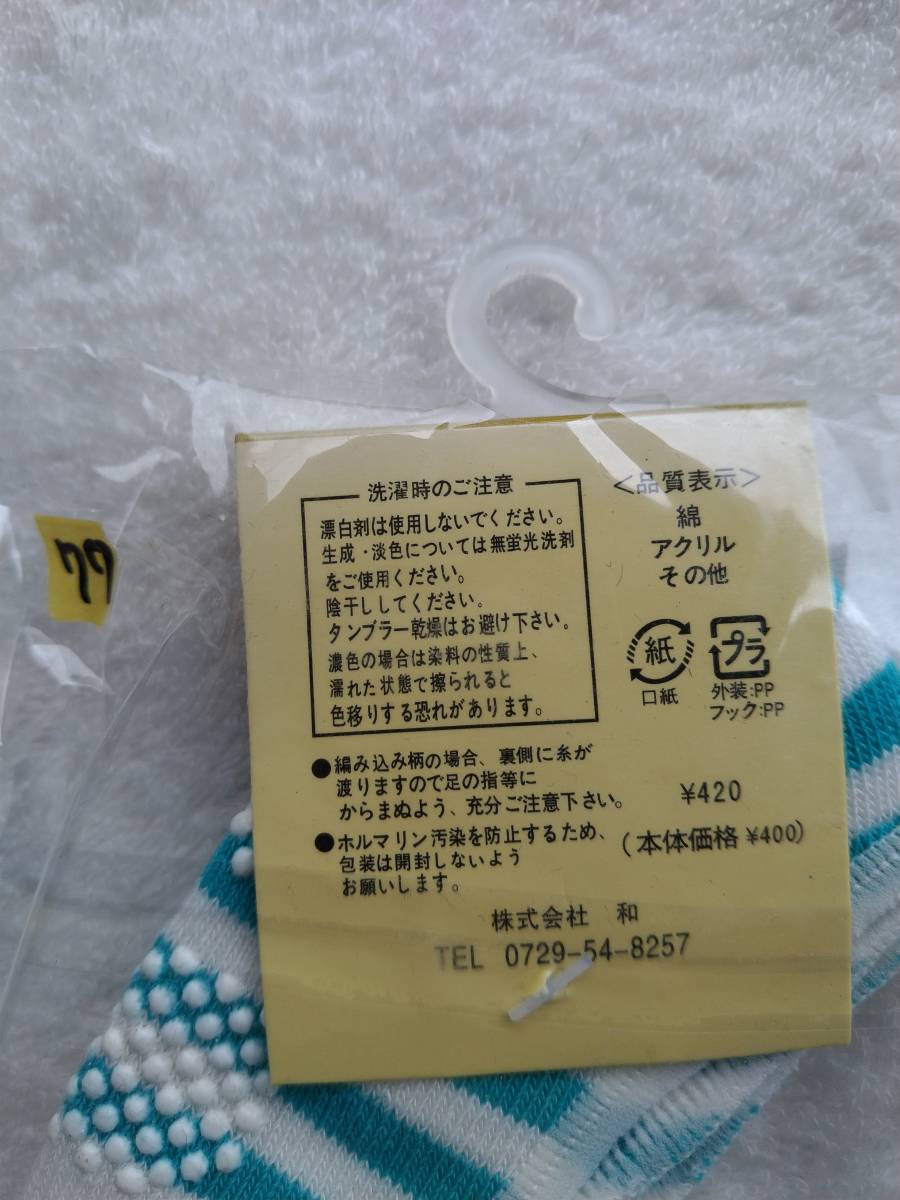 洗濯時のご注意
漂白剤は使用しないでください。
生成・淡色については無蛍光洗剤
をご使用ください。
陰干ししてください。
タンブラー乾燥はお避け下さい。
濃色の場合は染料の性質上、
濡れた状態で擦られると
色移りする恐れがあります。
<品質表示>
綿
アクリル
その他
紙
口紙
プラ
外装:PP
フック:PP
●編み込み柄の場合、裏側に糸が
渡りますので足の指等に
からまぬよう、充分ご注意下さい。
●ホルマリン汚染を防止するため、
包装は開封しないよう
お願いします。
¥420
(本体価格 ¥400)
株式会社 和
TEL 0729-54-8257
77